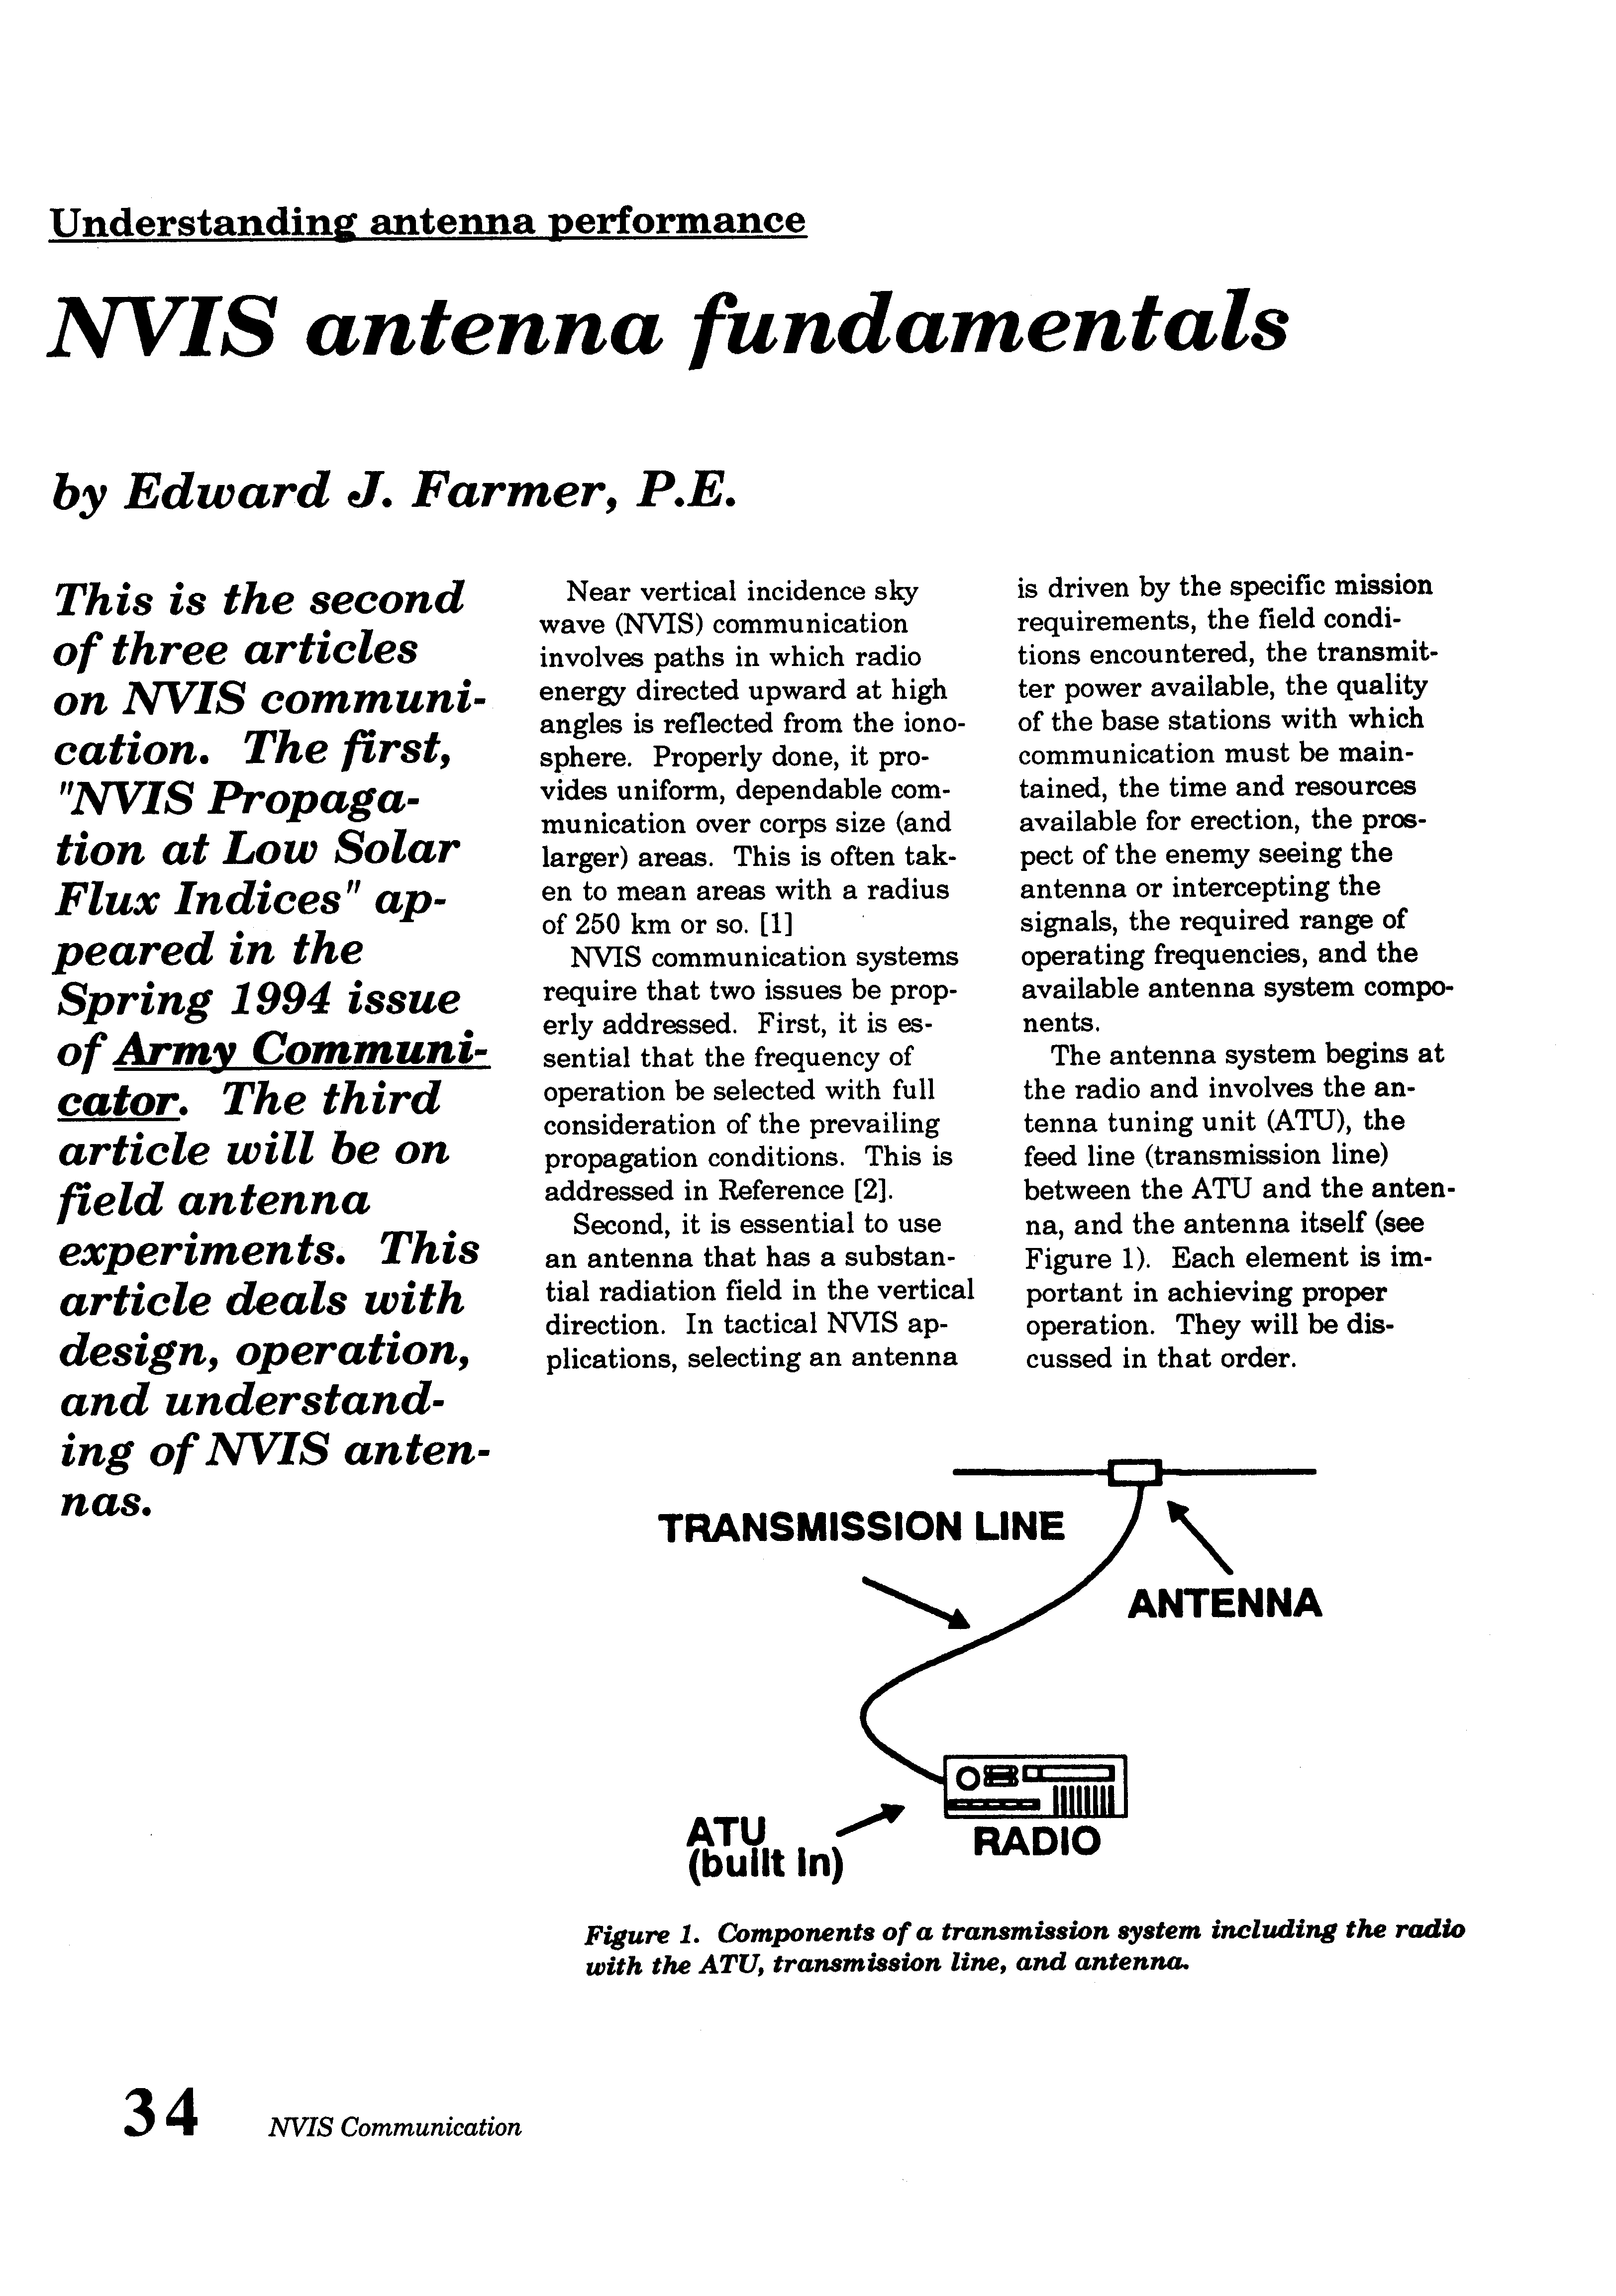 Understanding antenna performance
NVIS antenna fundamentals
by Edward J. Farmer, P.E.
This is the second
of three articles
on NVIS communi-
cation. The first,
"NVIS Propaga-
tion at Low Solar
Flux Indices" ap-
peared in the
Spring 1994 issue
of Army Communi-
cator. The third
article will be on
field antenna
experiments. This
article deals with
design, operation,
and understand-
ing of NVIS anten-
nas.
Near vertical incidence sky
wave (NVIS) communication
involves paths in which radio
energy directed upward at high
angles is reflected from the iono-
sphere. Properly done, it pro-
vides uniform, dependable com-
munication over corps size (and
larger) areas. This is often tak-
en to mean areas with a radius
of 250 km or so. [1]
NVIS communication systems
require that two issues be prop-
erly addressed. First, it is es-
sential that the frequency of
operation be selected with full
consideration of the prevailing
propagation conditions. This is
addressed in Reference [2].
Second, it is essential to use
an antenna that has a substan-
tial radiation field in the vertical
direction. In tactical NVIS ap-
plications, selecting an antenna
is driven by the specific mission
requirements, the field condi-
tions encountered, the transmit-
ter power available, the quality
of the base stations with which
communication must be main-
tained, the time and resources
available for erection, the pros-
pect of the enemy seeing the
antenna or intercepting the
signals, the required range of
operating frequencies, and the
available antenna system compo-
nents.
The antenna system begins at
the radio and involves the an-
tenna tuning unit (ATU), the
feed line (transmission line)
between the ATU and the anten-
na, and the antenna itself (see
Figure 1). Each element is im-
portant in achieving proper
operation. They will be dis-
cussed in that order.
TRANSMISSION LINE
ANTENNA
ATU
(built in)
RADIO
Figure 1. Components of a transmission system including the radio
with the ATU, transmission line, and antenna.
34 NVIS Communication